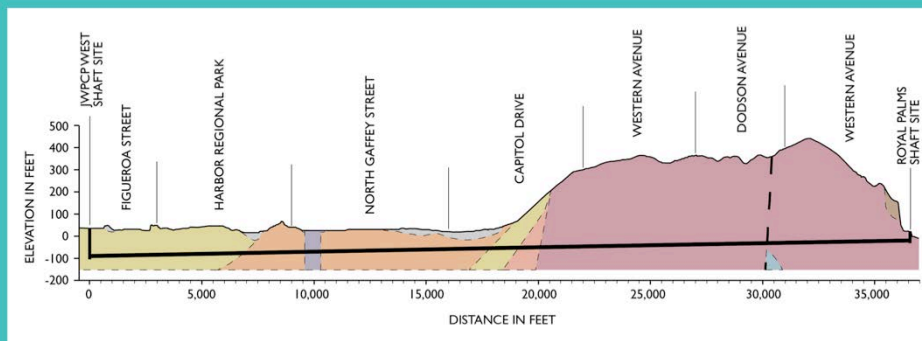 JWPCP WEST
SHAFT SITE
FIGUEROA STREET
HARBOR REGIONAL PARK
NORTH GAFFEY STREET
CAPITOL DRIVE
WESTERN AVENUE
DODSON AVENUE
WESTERN AVENUE
ROYAL PALMS
SHAFT SITE
ELEVATION IN FEET
500
400
300
200
100
0
-100
-200
0
5,000
10,000
15,000
20,000
25,000
30,000
35,000
DISTANCE IN FEET